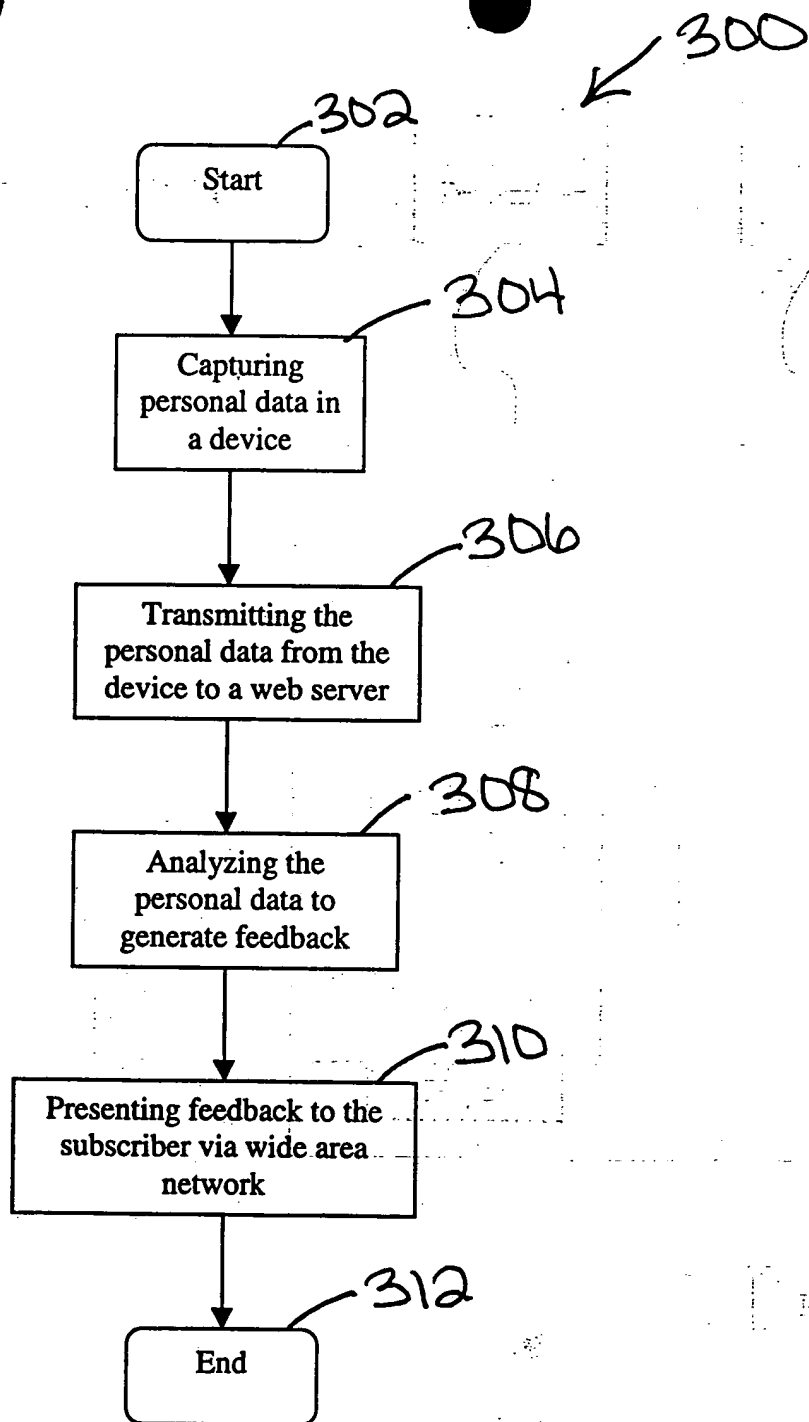 300
302
Start
304
Capturing
personal data in
a device
306
Transmitting the
personal data from the
device to a web server
308
Analyzing the
personal data to
generate feedback
310
Presenting feedback to the
subscriber via wide area
network
312
End